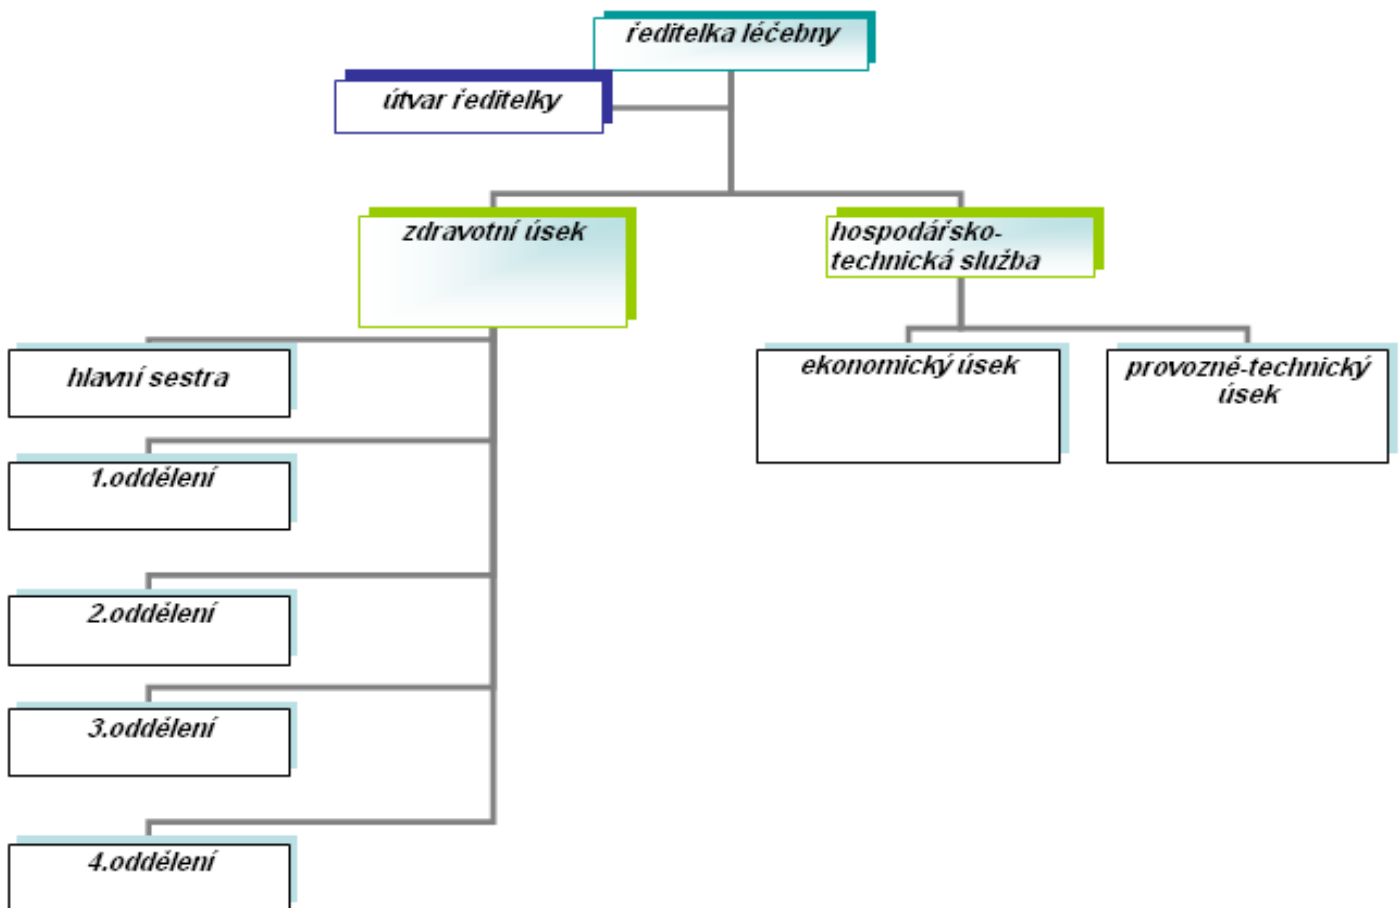 ředitelka léčebny
útvar ředitelky
zdravotní úsek
hospodářsko-
technická služba
hlavní sestra
1.oddělení
2.oddělení
3.oddělení
4.oddělení
ekonomický úsek
provozně-technický
úsek